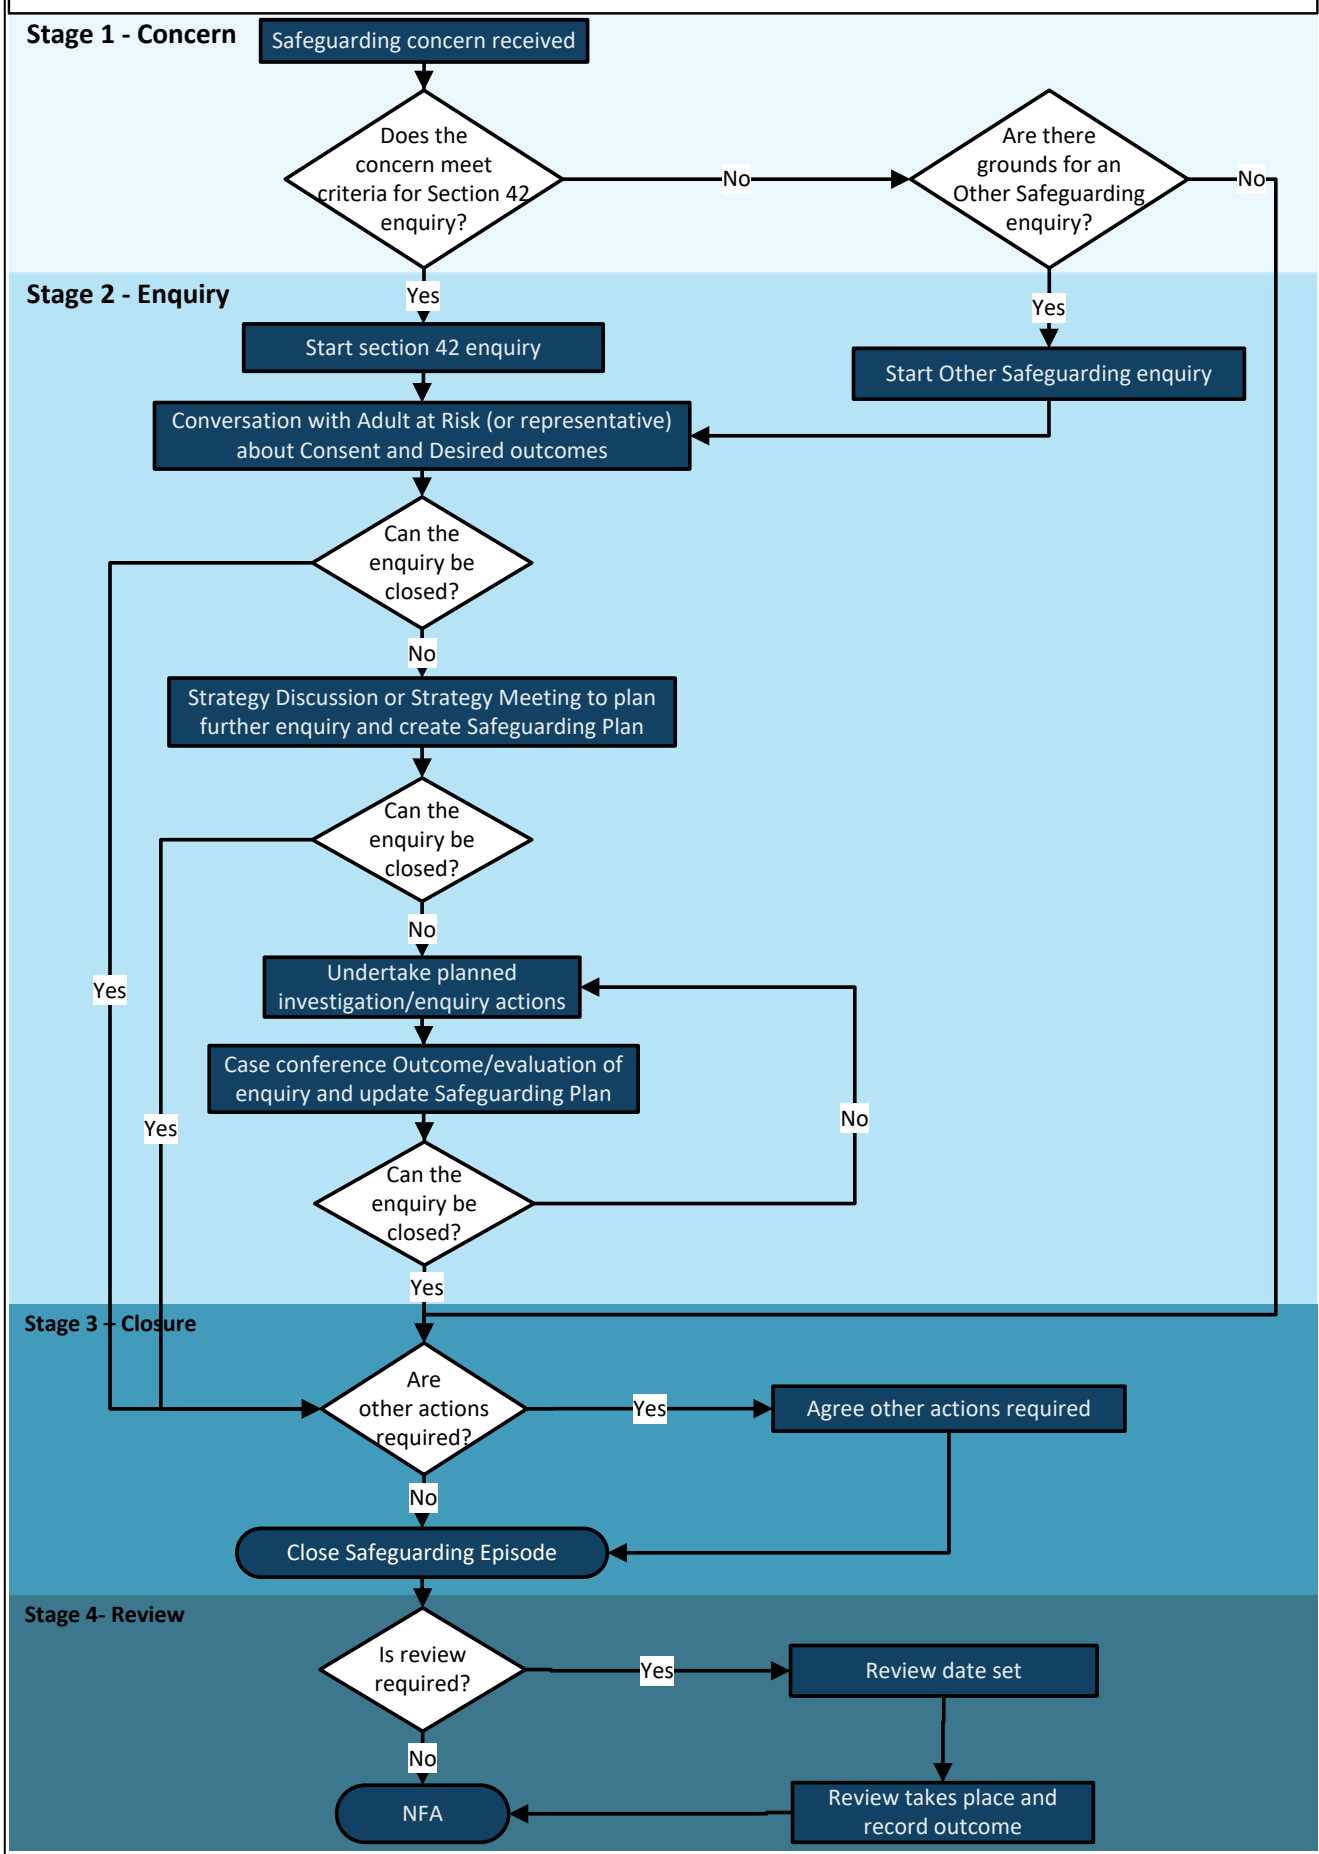 Stage 1 - Concern
Safeguarding concern received
Does the
concern meet
criteria for Section 42
enquiry?
No
Are there
grounds for an
Other Safeguarding
enquiry?
No
Stage 2 - Enquiry
Yes
Yes
Start section 42 enquiry
Start Other Safeguarding enquiry
Conversation with Adult at Risk (or representative)
about Consent and Desired outcomes
Can the
enquiry be
closed?
No
Strategy Discussion or Strategy Meeting to plan
further enquiry and create Safeguarding Plan
Can the
enquiry be
closed?
No
Undertake planned
investigation/enquiry actions
Yes
Case conference Outcome/evaluation of
enquiry and update Safeguarding Plan
Yes
No
Can the
enquiry be
closed?
Yes
Stage 3 – Closure
Are
other actions
required?
Yes
Agree other actions required
No
Close Safeguarding Episode
Stage 4- Review
Is review
required?
Yes
Review date set
No
NFA
Review takes place and
record outcome